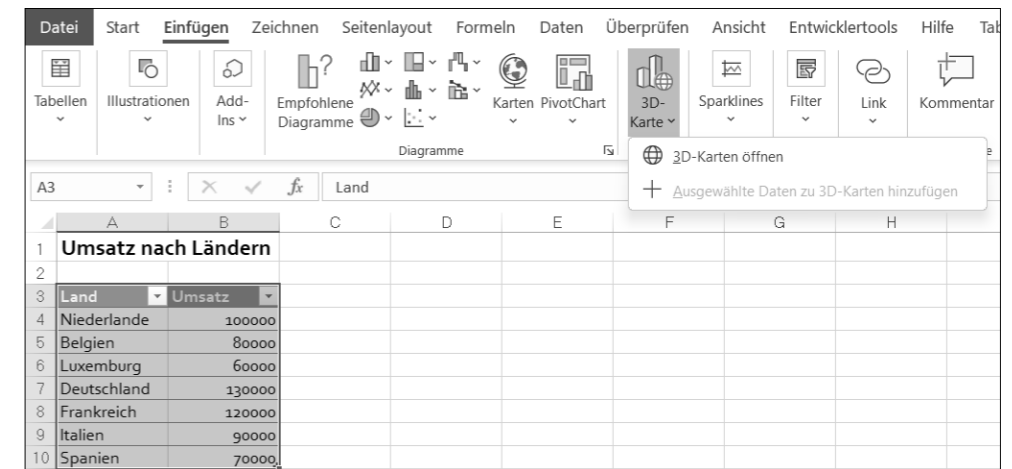 Datei Start Einfügen Zeichnen Seitenlayout Formeln Daten Überprüfen Ansicht Entwicklertools Hilfe Tab
Tabellen Illustrationen Add- Empfohlene Karten PivotChart 3D- Sparklines Filter Link Kommentar
Ins Diagramme Karte
Diagramme
3D-Karten öffnen
Ausgewählte Daten zu 3D-Karten hinzufügen
A3 fx Land
A B C D E F G H
1 Umsatz nach Ländern
2
3 Land Umsatz
4 Niederlande 100000
5 Belgien 80000
6 Luxemburg 60000
7 Deutschland 130000
8 Frankreich 120000
9 Italien 90000
10 Spanien 70000